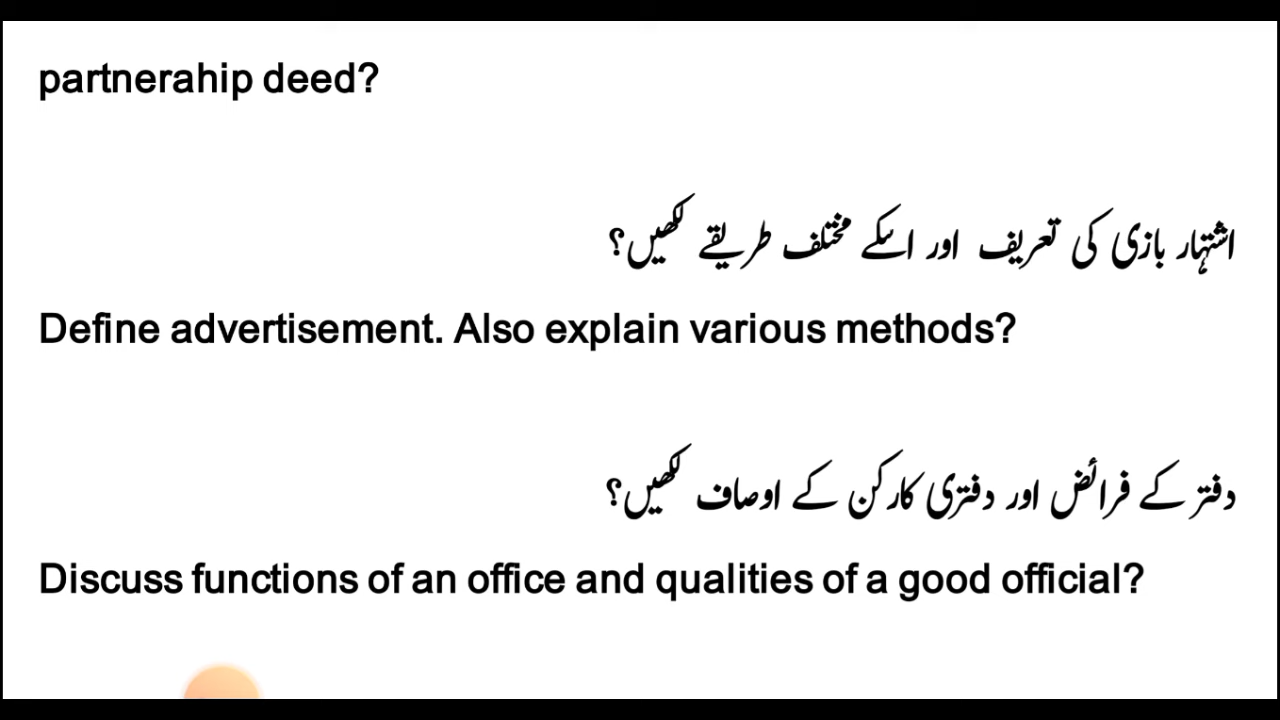 partnerahip deed?
اشتہار بازی کی تعریف اور اسکے مختلف طریقے لکھیں؟
Define advertisement. Also explain various methods?
دفتر کے فرائض اور دفتری کارکن کے اوصاف لکھیں؟
Discuss functions of an office and qualities of a good official?